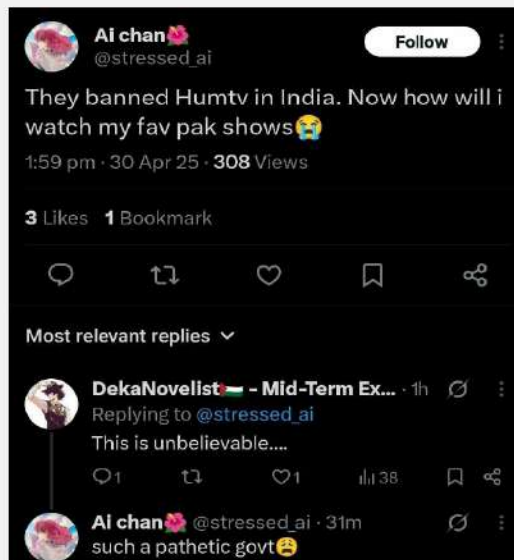 Ai chan🌺
@stressed_ai
Follow
They banned Humtv in India. Now how will i
watch my fav pak shows😭
1:59 pm · 30 Apr 25 · 308 Views
3 Likes 1 Bookmark
Most relevant replies
DekaNovelist🇵🇸 - Mid-Term Ex... · 1h
Replying to @stressed_ai
This is unbelievable....
1 1 38
Ai chan🌺 @stressed_ai · 31m
such a pathetic govt😩